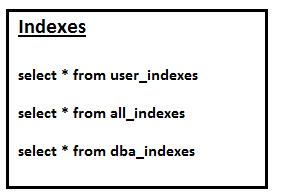 Indexes
select * from user_indexes
select * from all_indexes
select * from dba_indexes